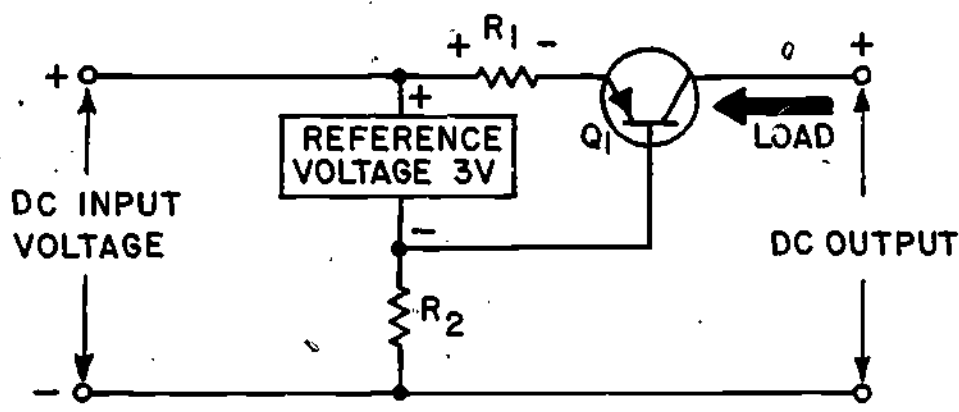 R1
+ -
+
+
+
REFERENCE
VOLTAGE 3V
Q1
LOAD
DC INPUT
VOLTAGE
-
DC OUTPUT
R2
-